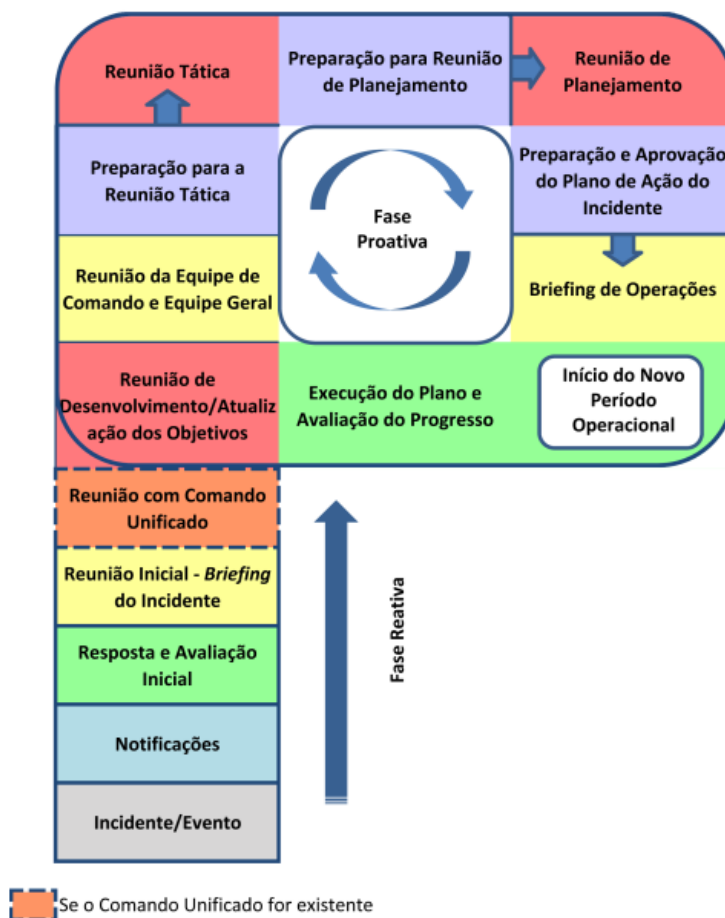 Reunião Tática
Preparação para Reunião
de Planejamento
Reunião de
Planejamento
Preparação para a
Reunião Tática
Fase
Proativa
Preparação e Aprovação
do Plano de Ação do
Incidente
Reunião da Equipe de
Comando e Equipe Geral
Briefing de Operações
Reunião de
Desenvolvimento/Atualiz
ação dos Objetivos
Execução do Plano e
Avaliação do Progresso
Início do Novo
Período
Operacional
Reunião com Comando
Unificado
Reunião Inicial - Briefing
do Incidente
Resposta e Avaliação
Inicial
Notificações
Incidente/Evento
Fase Reativa
Se o Comando Unificado for existente